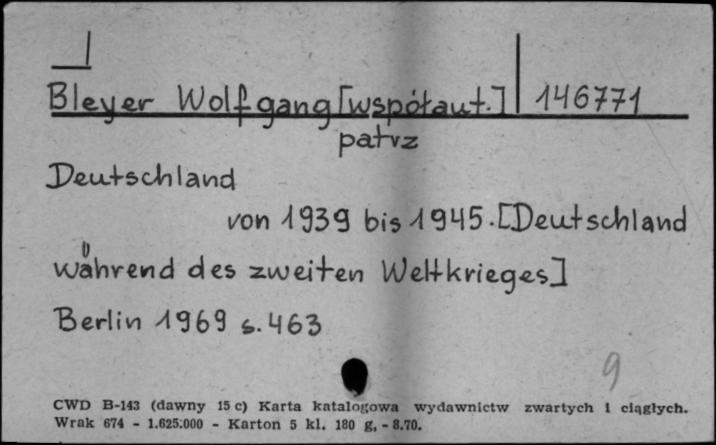 Bleyer Wolfgang [współaut.] 146771
patrz
Deutschland
von 1939 bis 1945. [Deutschland
während des zweiten Weltkrieges]
Berlin 1969 s. 463
9
CWD B-143 (dawny 15 c) Karta katalogowa wydawnictw zwartych i ciągłych.
Wrak 674 - 1.625.000 - Karton 5 kl. 180 g, - 8.70.